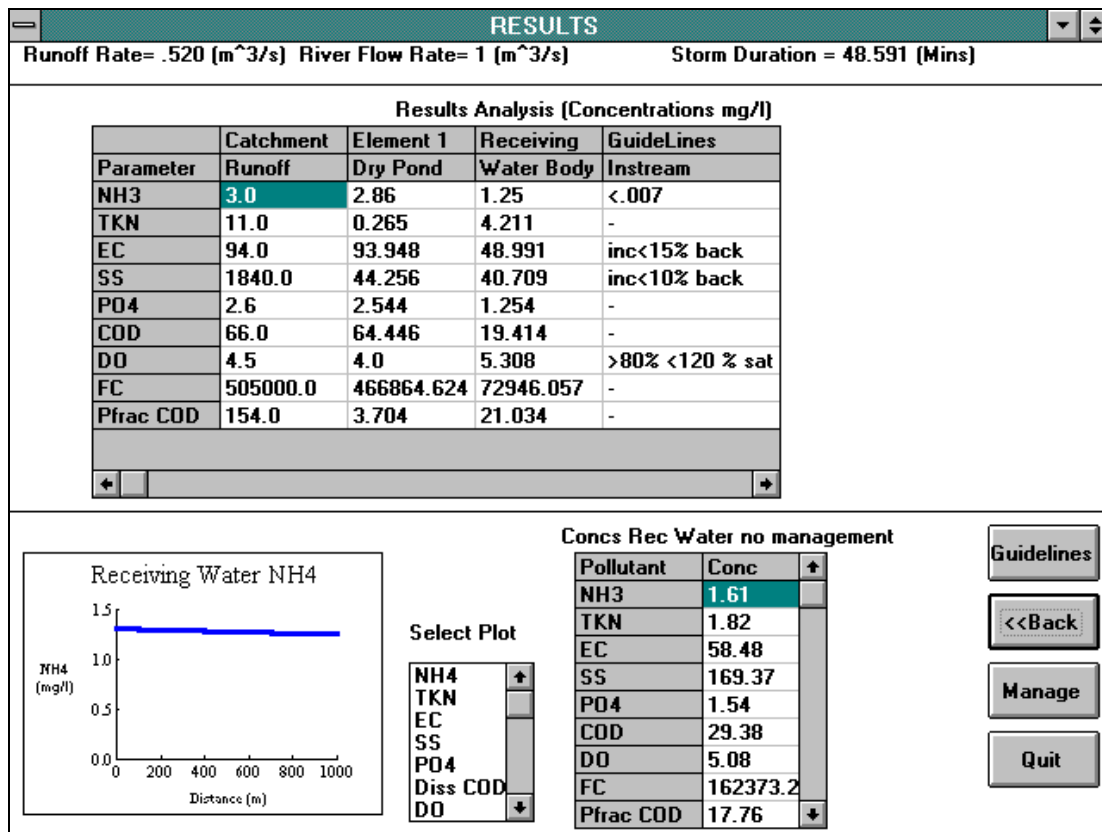 RESULTS
Runoff Rate= .520 (m^3/s) River Flow Rate= 1 (m^3/s) Storm Duration = 48.591 (Mins)
Results Analysis (Concentrations mg/l)
Catchment Element 1 Receiving GuideLines
Parameter Runoff Dry Pond Water Body Instream
NH3 3.0 2.86 1.25 <.007
TKN 11.0 0.265 4.211 -
EC 94.0 93.948 48.991 inc<15% back
SS 1840.0 44.256 40.709 inc<10% back
PO4 2.6 2.544 1.254 -
COD 66.0 64.446 19.414 -
DO 4.5 4.0 5.308 >80% <120 % sat
FC 505000.0 466864.624 72946.057 -
Pfrac COD 154.0 3.704 21.034 -
Receiving Water NH4
1.5
1.0
0.5
0.0
NH4
(mg/l)
0 200 400 600 800 1000
Distance (m)
Select Plot
NH4
TKN
EC
SS
PO4
Diss COD
DO
Concs Rec Water no management
Pollutant Conc
NH3 1.61
TKN 1.82
EC 58.48
SS 169.37
PO4 1.54
COD 29.38
DO 5.08
FC 162373.2
Pfrac COD 17.76
Guidelines
<<Back
Manage
Quit